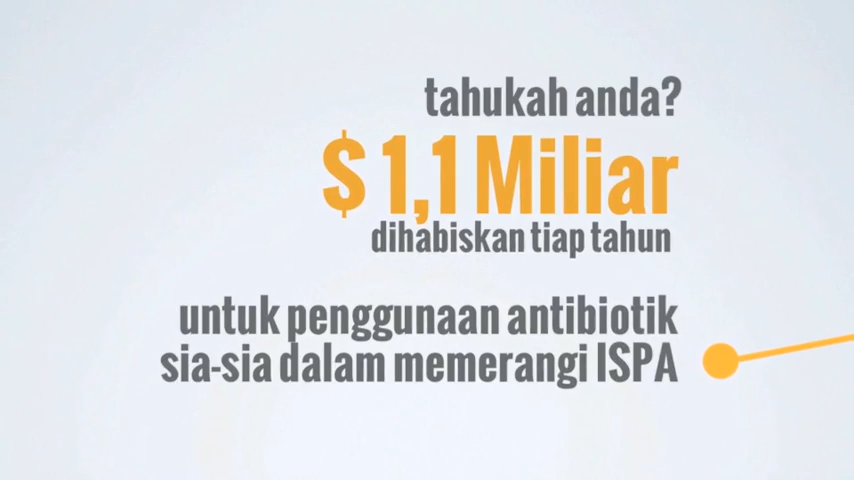 tahukah anda?
$ 1,1 Miliar
dihabiskan tiap tahun
untuk penggunaan antibiotik
sia-sia dalam memerangi ISPA